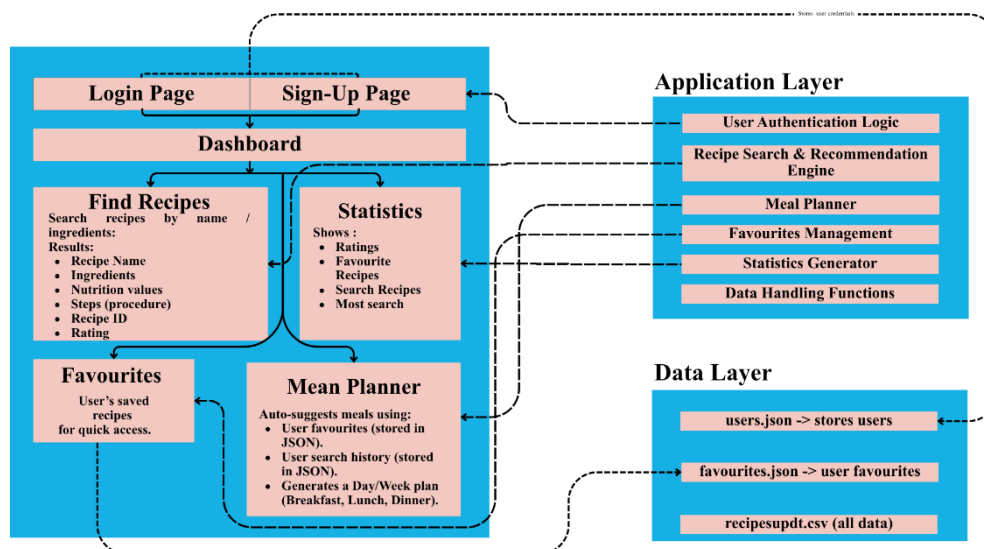 Stores user credentials
Login Page
Sign-Up Page
Dashboard
Find Recipes
Search recipes by name /
ingredients:
Results:
• Recipe Name
• Ingredients
• Nutrition values
• Steps (procedure)
• Recipe ID
• Rating
Statistics
Shows :
• Ratings
• Favourite
Recipes
• Search Recipes
• Most search
Favourites
User's saved
recipes
for quick access.
Mean Planner
Auto-suggests meals using:
• User favourites (stored in
JSON).
• User search history (stored
in JSON).
• Generates a Day/Week plan
(Breakfast, Lunch, Dinner).
Application Layer
User Authentication Logic
Recipe Search & Recommendation
Engine
Meal Planner
Favourites Management
Statistics Generator
Data Handling Functions
Data Layer
users.json -> stores users
favourites.json -> user favourites
recipesupdt.csv (all data)